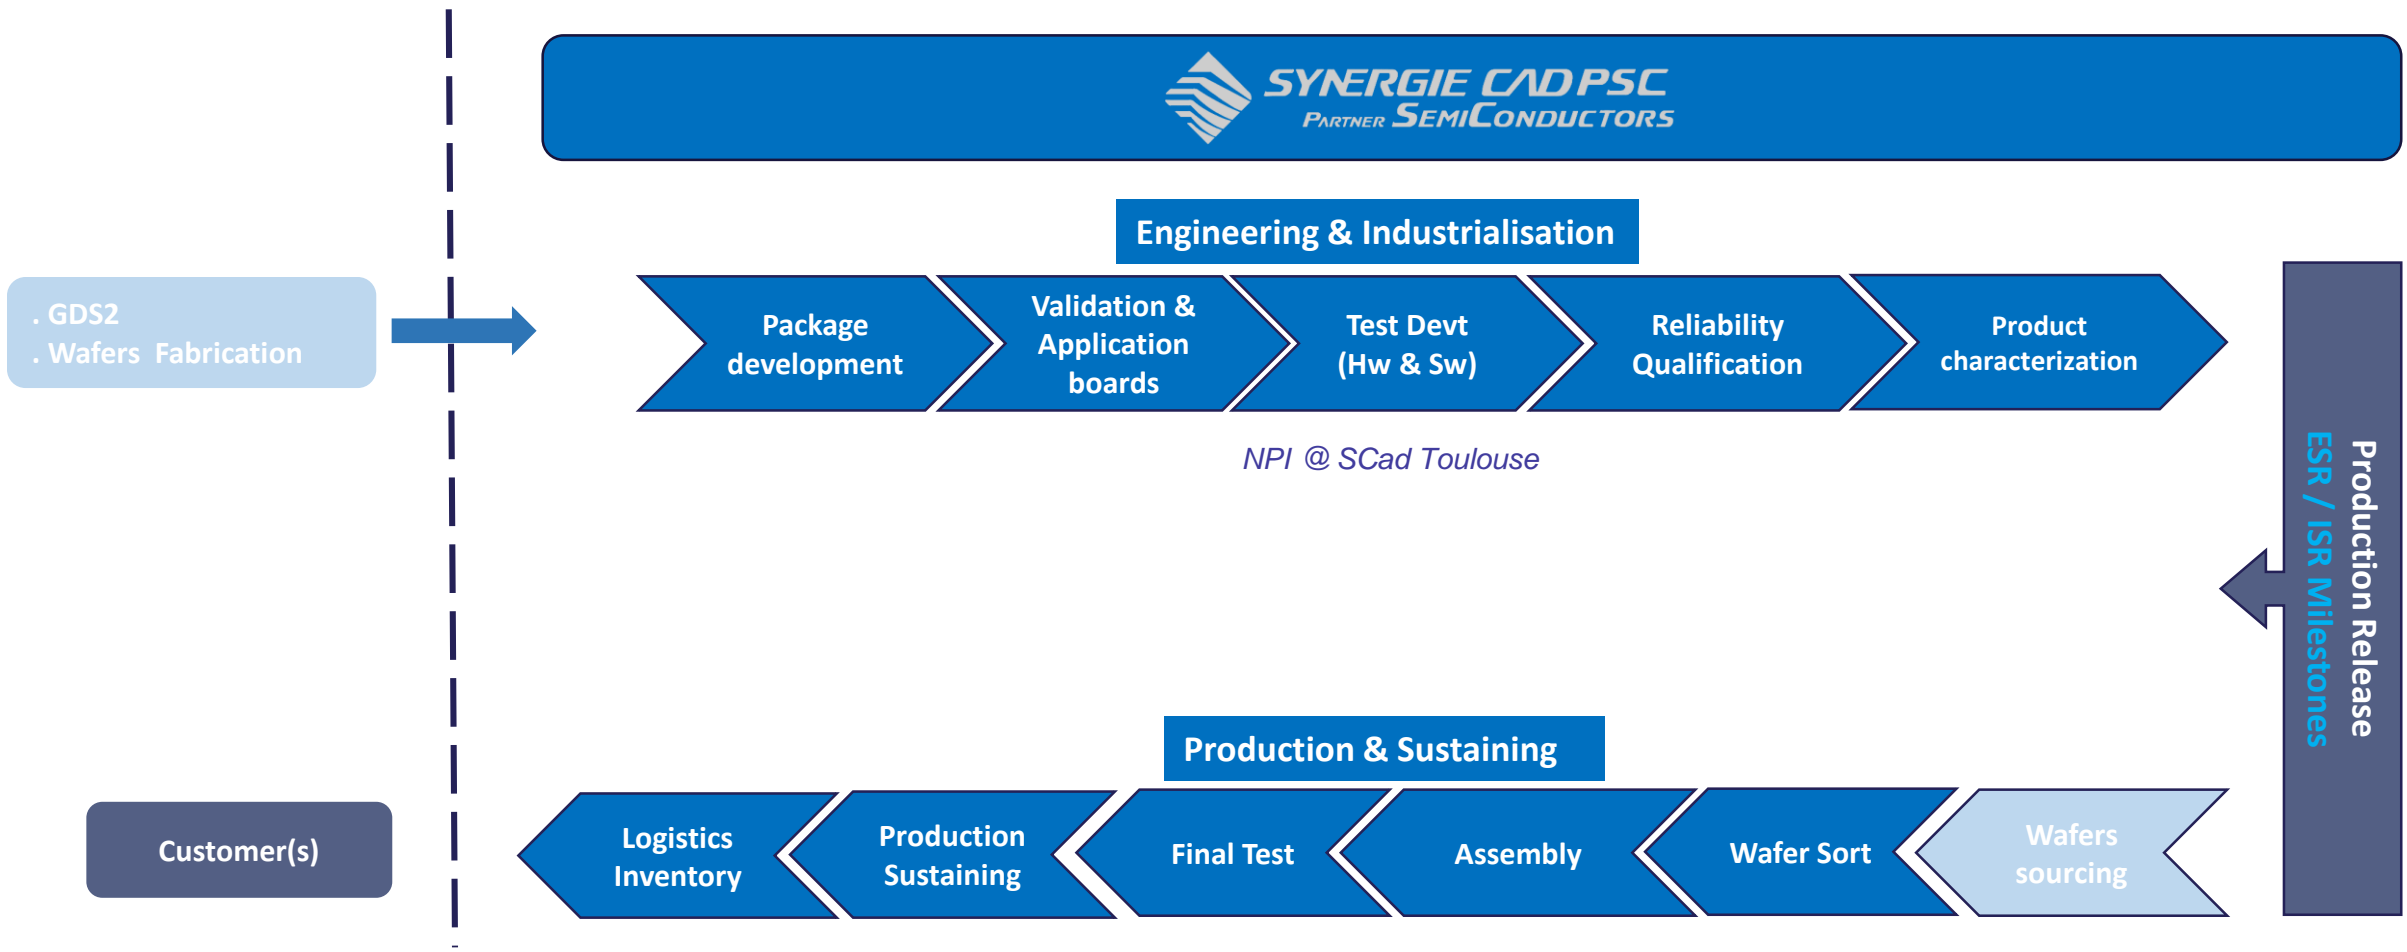 SYNERGIE CAD PSC
PARTNER SEMICONDUCTORS
Engineering & Industrialisation
. GDS2
. Wafers Fabrication
Package
development
Validation &
Application
boards
Test Devt
(Hw & Sw)
Reliability
Qualification
Product
characterization
NPI @ SCad Toulouse
Production Release
ESR / ISR Milestones
Production & Sustaining
Customer(s)
Logistics
Inventory
Production
Sustaining
Final Test
Assembly
Wafer Sort
Wafers
sourcing